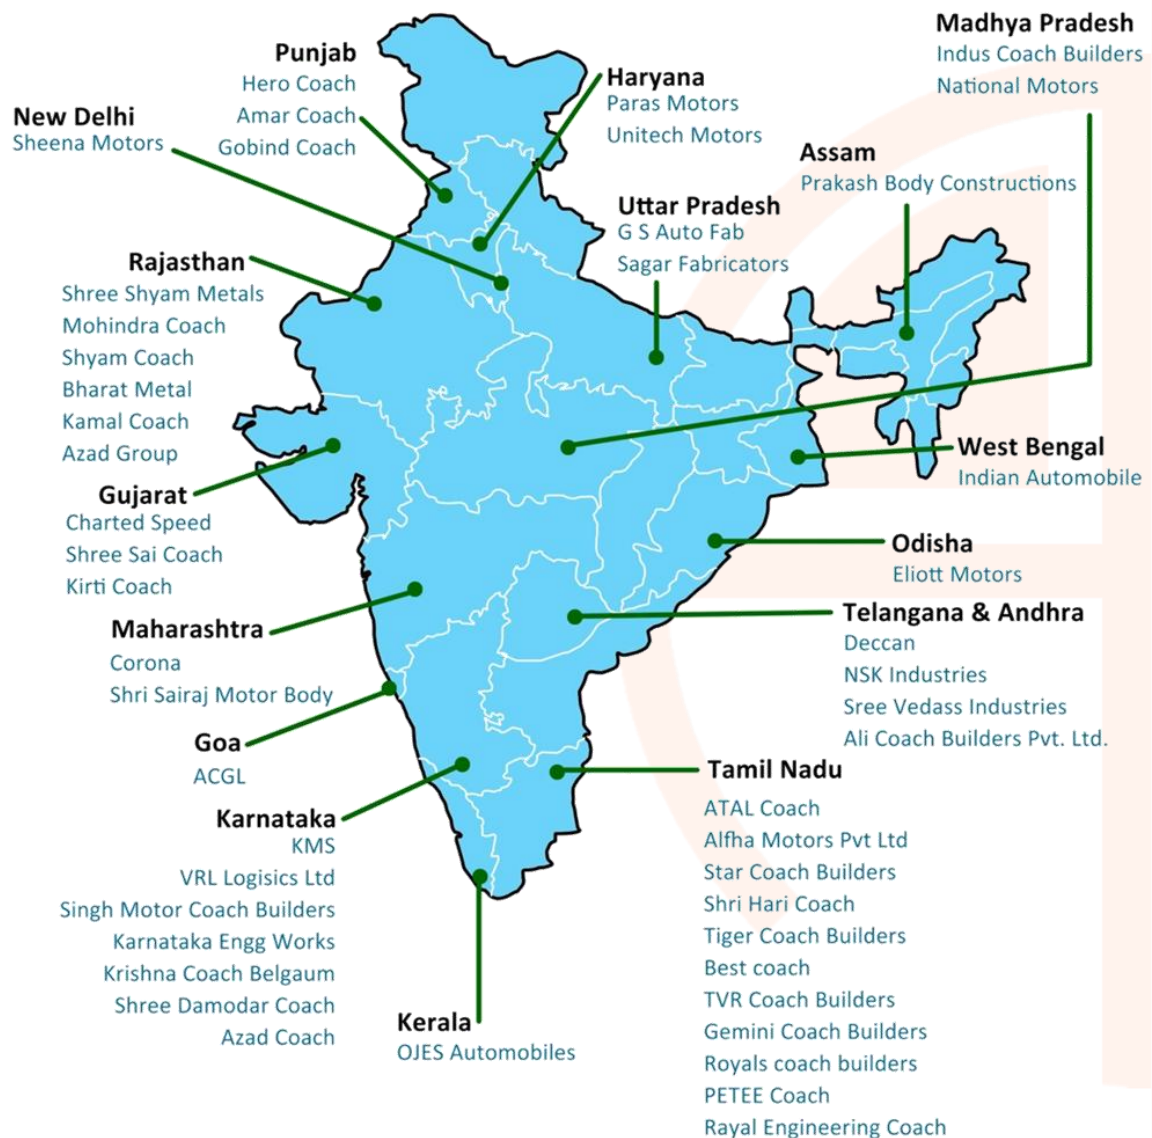 Madhya Pradesh
Indus Coach Builders
National Motors
Punjab
Hero Coach
Amar Coach
Gobind Coach
Haryana
Paras Motors
Unitech Motors
New Delhi
Sheena Motors
Assam
Prakash Body Constructions
Uttar Pradesh
G S Auto Fab
Sagar Fabricators
Rajasthan
Shree Shyam Metals
Mohindra Coach
Shyam Coach
Bharat Metal
Kamal Coach
Azad Group
West Bengal
Indian Automobile
Gujarat
Charted Speed
Shree Sai Coach
Kirti Coach
Odisha
Eliott Motors
Maharashtra
Corona
Shri Sairaj Motor Body
Telangana & Andhra
Deccan
NSK Industries
Sree Vedass Industries
Ali Coach Builders Pvt. Ltd.
Goa
ACGL
Tamil Nadu
ATAL Coach
Alfha Motors Pvt Ltd
Star Coach Builders
Shri Hari Coach
Tiger Coach Builders
Best coach
TVR Coach Builders
Gemini Coach Builders
Royals coach builders
PETEE Coach
Rayal Engineering Coach
Karnataka
KMS
VRL Logisics Ltd
Singh Motor Coach Builders
Karnataka Engg Works
Krishna Coach Belgaum
Shree Damodar Coach
Azad Coach
Kerala
OJES Automobiles